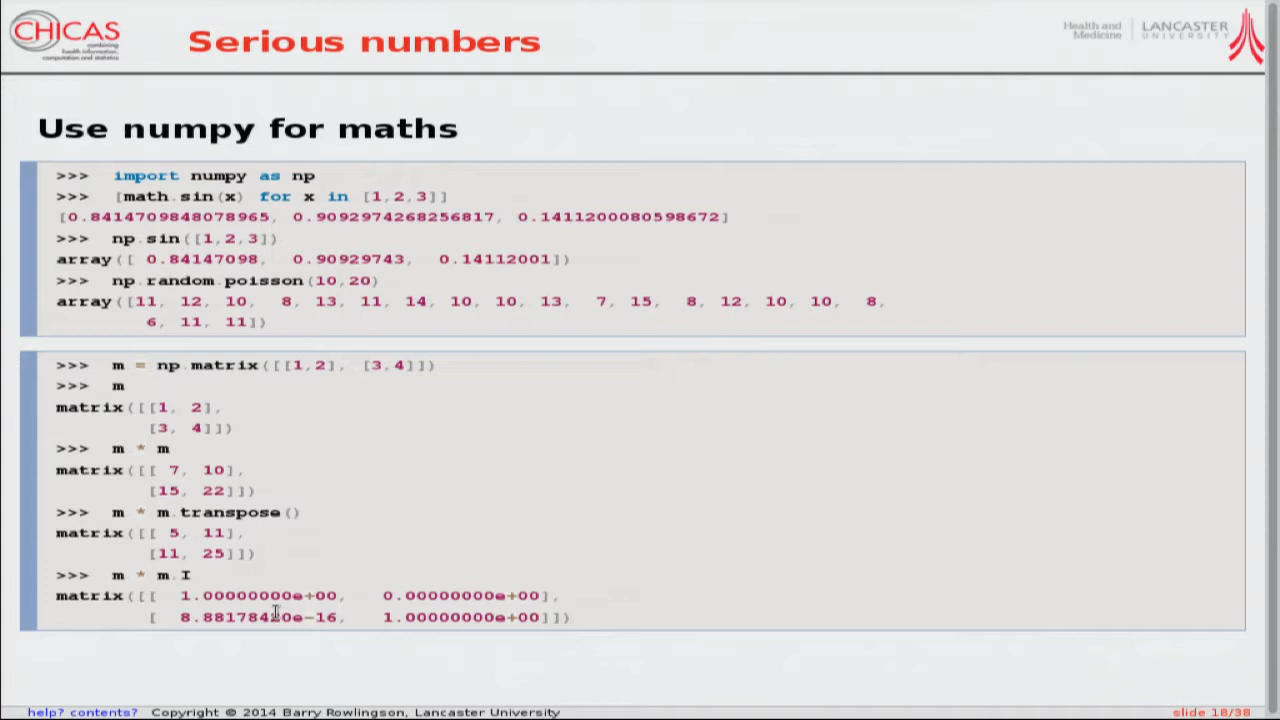 CHICAS
combining
health information,
computation and statistics
Serious numbers
Health and
Medicine
LANCASTER
UNIVERSITY
Use numpy for maths
>>> import numpy as np
>>> [math.sin(x) for x in [1,2,3]]
[0.8414709848078965, 0.9092974268256817, 0.1411200080598672]
>>> np.sin([1,2,3])
array([ 0.84147098, 0.90929743, 0.14112001])
>>> np.random.poisson(10,20)
array([11, 12, 10, 8, 13, 11, 14, 10, 10, 13, 7, 15, 8, 12, 10, 10, 8,
6, 11, 11])
>>> m = np.matrix([[1,2], [3,4]])
>>> m
matrix([[1, 2],
[3, 4]])
>>> m * m
matrix([[ 7, 10],
[15, 22]])
>>> m * m.transpose()
matrix([[ 5, 11],
[11, 25]])
>>> m * m.I
matrix([[ 1.00000000e+00, 0.00000000e+00],
[ 8.88178420e-16, 1.00000000e+00]])
help? contents? Copyright © 2014 Barry Rowlingson, Lancaster University
slide 18/38